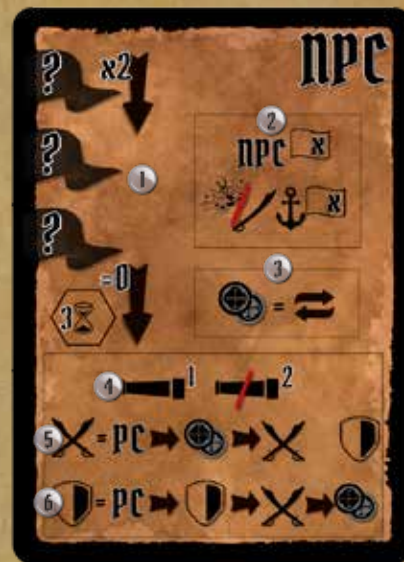 NPC
? x2
2
NPC x
? 1
x
?
=0
3
3 =
4 1 2
5 = PC
6 = PC